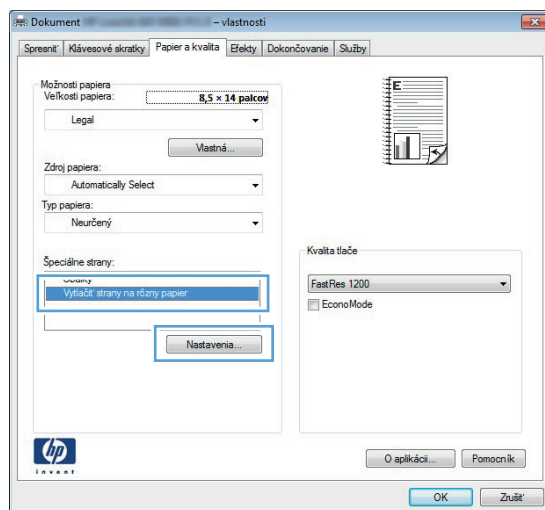 Dokument – vlastnosti
Spresniť Klávesové skratky Papier a kvalita Efekty Dokončovanie Služby
Možnosti papiera
Veľkosti papiera: 8,5 × 14 palcov
Legal
Vlastná...
Zdroj papiera:
Automatically Select
Typ papiera:
Neurčený
Špeciálne strany:
Obálky
Vytlačiť strany na rôzny papier
Nastavenia...
E
Kvalita tlače
FastRes 1200
EconoMode
hp
invent
O aplikácii... Pomocník
OK Zrušiť